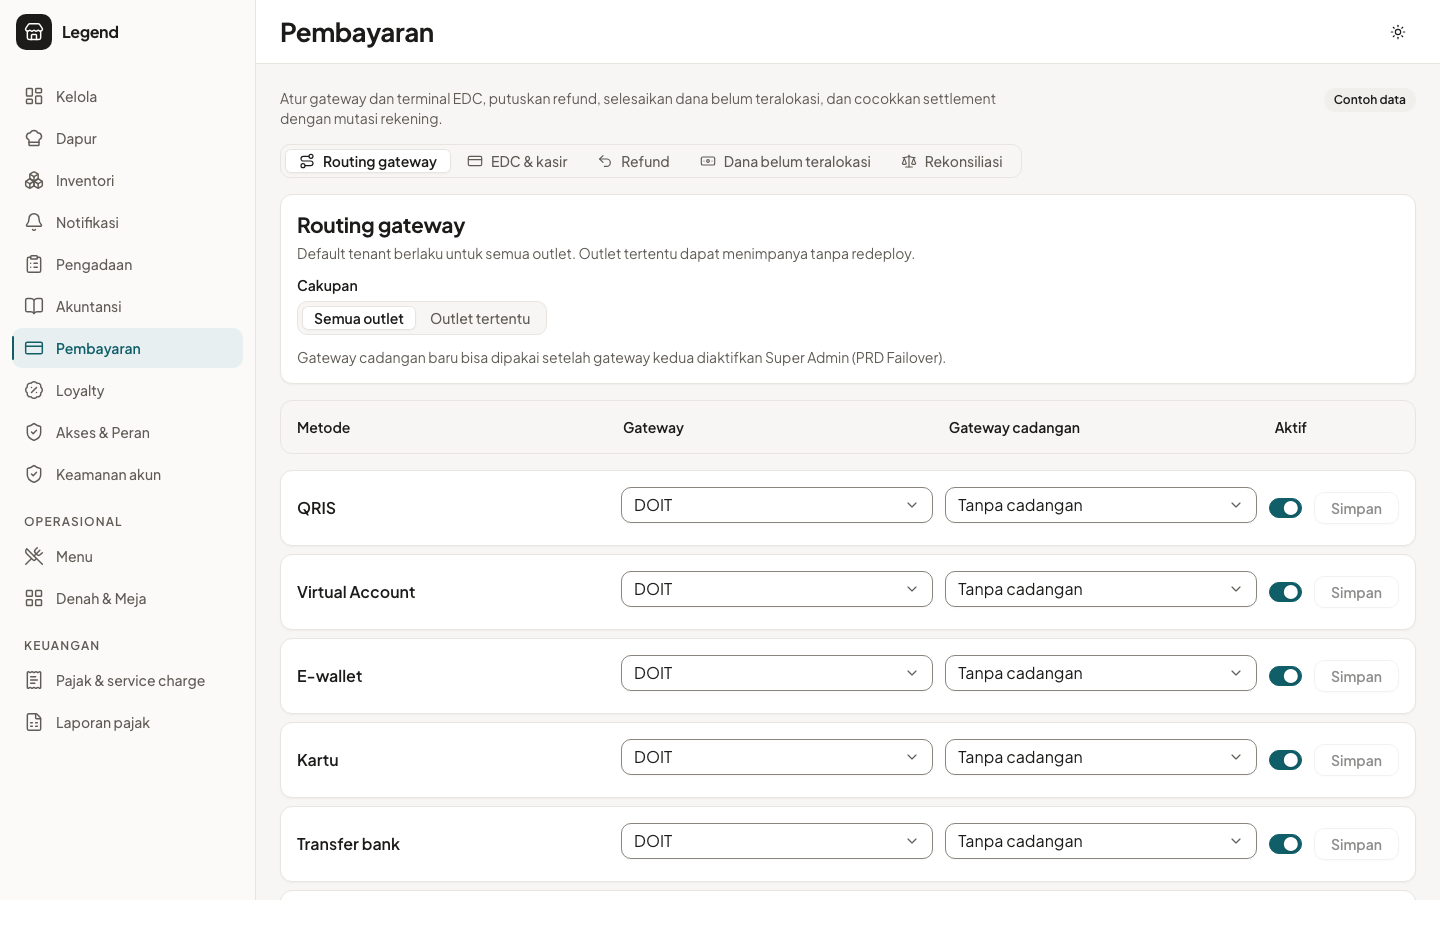 Legend
Kelola
Dapur
Inventori
Notifikasi
Pengadaan
Akuntansi
Pembayaran
Loyalty
Akses & Peran
Keamanan akun
OPERASIONAL
Menu
Denah & Meja
KEUANGAN
Pajak & service charge
Laporan pajak
Pembayaran
Atur gateway dan terminal EDC, putuskan refund, selesaikan dana belum teralokasi, dan cocokkan settlement
dengan mutasi rekening.
Contoh data
Routing gateway EDC & kasir Refund Dana belum teralokasi Rekonsiliasi
Routing gateway
Default tenant berlaku untuk semua outlet. Outlet tertentu dapat menimpanya tanpa redeploy.
Cakupan
Semua outlet Outlet tertentu
Gateway cadangan baru bisa dipakai setelah gateway kedua diaktifkan Super Admin (PRD Failover).
Metode Gateway Gateway cadangan Aktif
QRIS DOIT Tanpa cadangan Simpan
Virtual Account DOIT Tanpa cadangan Simpan
E-wallet DOIT Tanpa cadangan Simpan
Kartu DOIT Tanpa cadangan Simpan
Transfer bank DOIT Tanpa cadangan Simpan